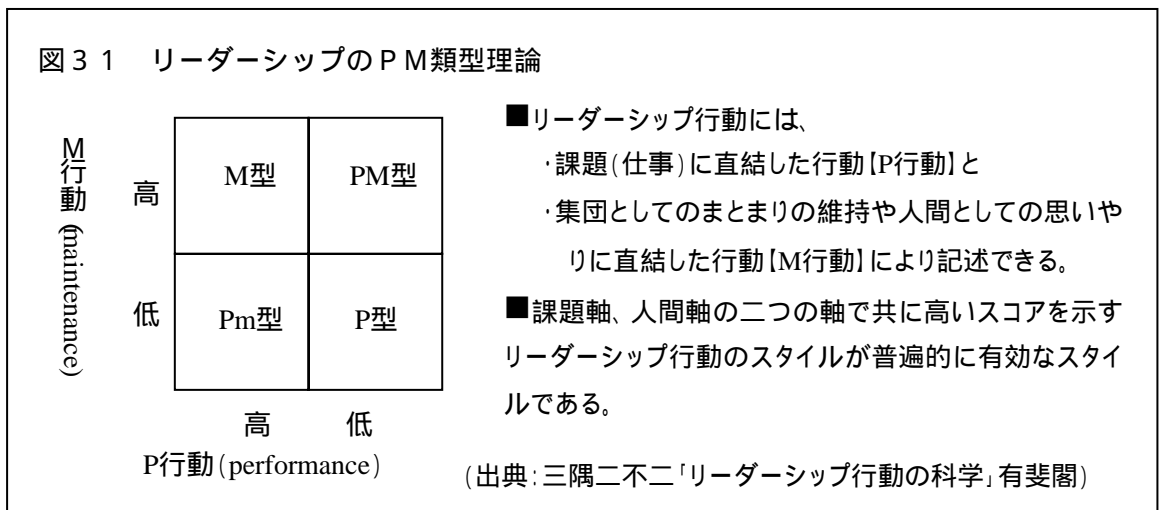 図３１　リーダーシップのＰＭ類型理論
M行動(maintenance)
高
M型
PM型
低
Pm型
P型
高
低
P行動(performance)
■リーダーシップ行動には、
・課題(仕事)に直結した行動【P行動】と
・集団としてのまとまりの維持や人間としての思いや
りに直結した行動【M行動】により記述できる。
■課題軸、人間軸の二つの軸で共に高いスコアを示す
リーダーシップ行動のスタイルが普遍的に有効なスタイ
ルである。
(出典:三隅二不二「リーダーシップ行動の科学」有斐閣)